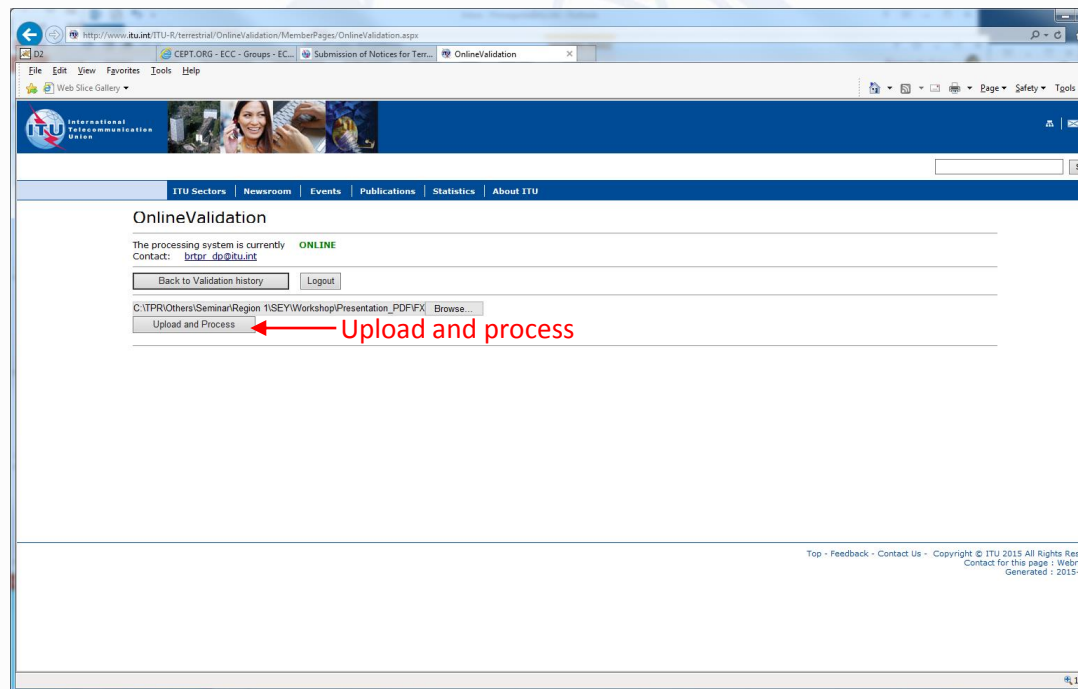 http://www.itu.int/ITU-R/terrestrial/OnlineValidation/MemberPages/OnlineValidation.aspx
D2 CEPT.ORG - ECC - Groups - EC... Submission of Notices for Terr... OnlineValidation
File Edit View Favorites Tools Help
Web Slice Gallery Page Safety Tools
ITU International
Telecommunication
Union
ITU Sectors | Newsroom | Events | Publications | Statistics | About ITU
OnlineValidation
The processing system is currently ONLINE
Contact: brtpr_dp@itu.int
Back to Validation history Logout
C:\TPR\Others\Seminar\Region 1\SEY\Workshop\Presentation_PDF\FX Browse...
Upload and Process Upload and process
Top - Feedback - Contact Us - Copyright © ITU 2015 All Rights Res
Contact for this page : Web
Generated : 2015-